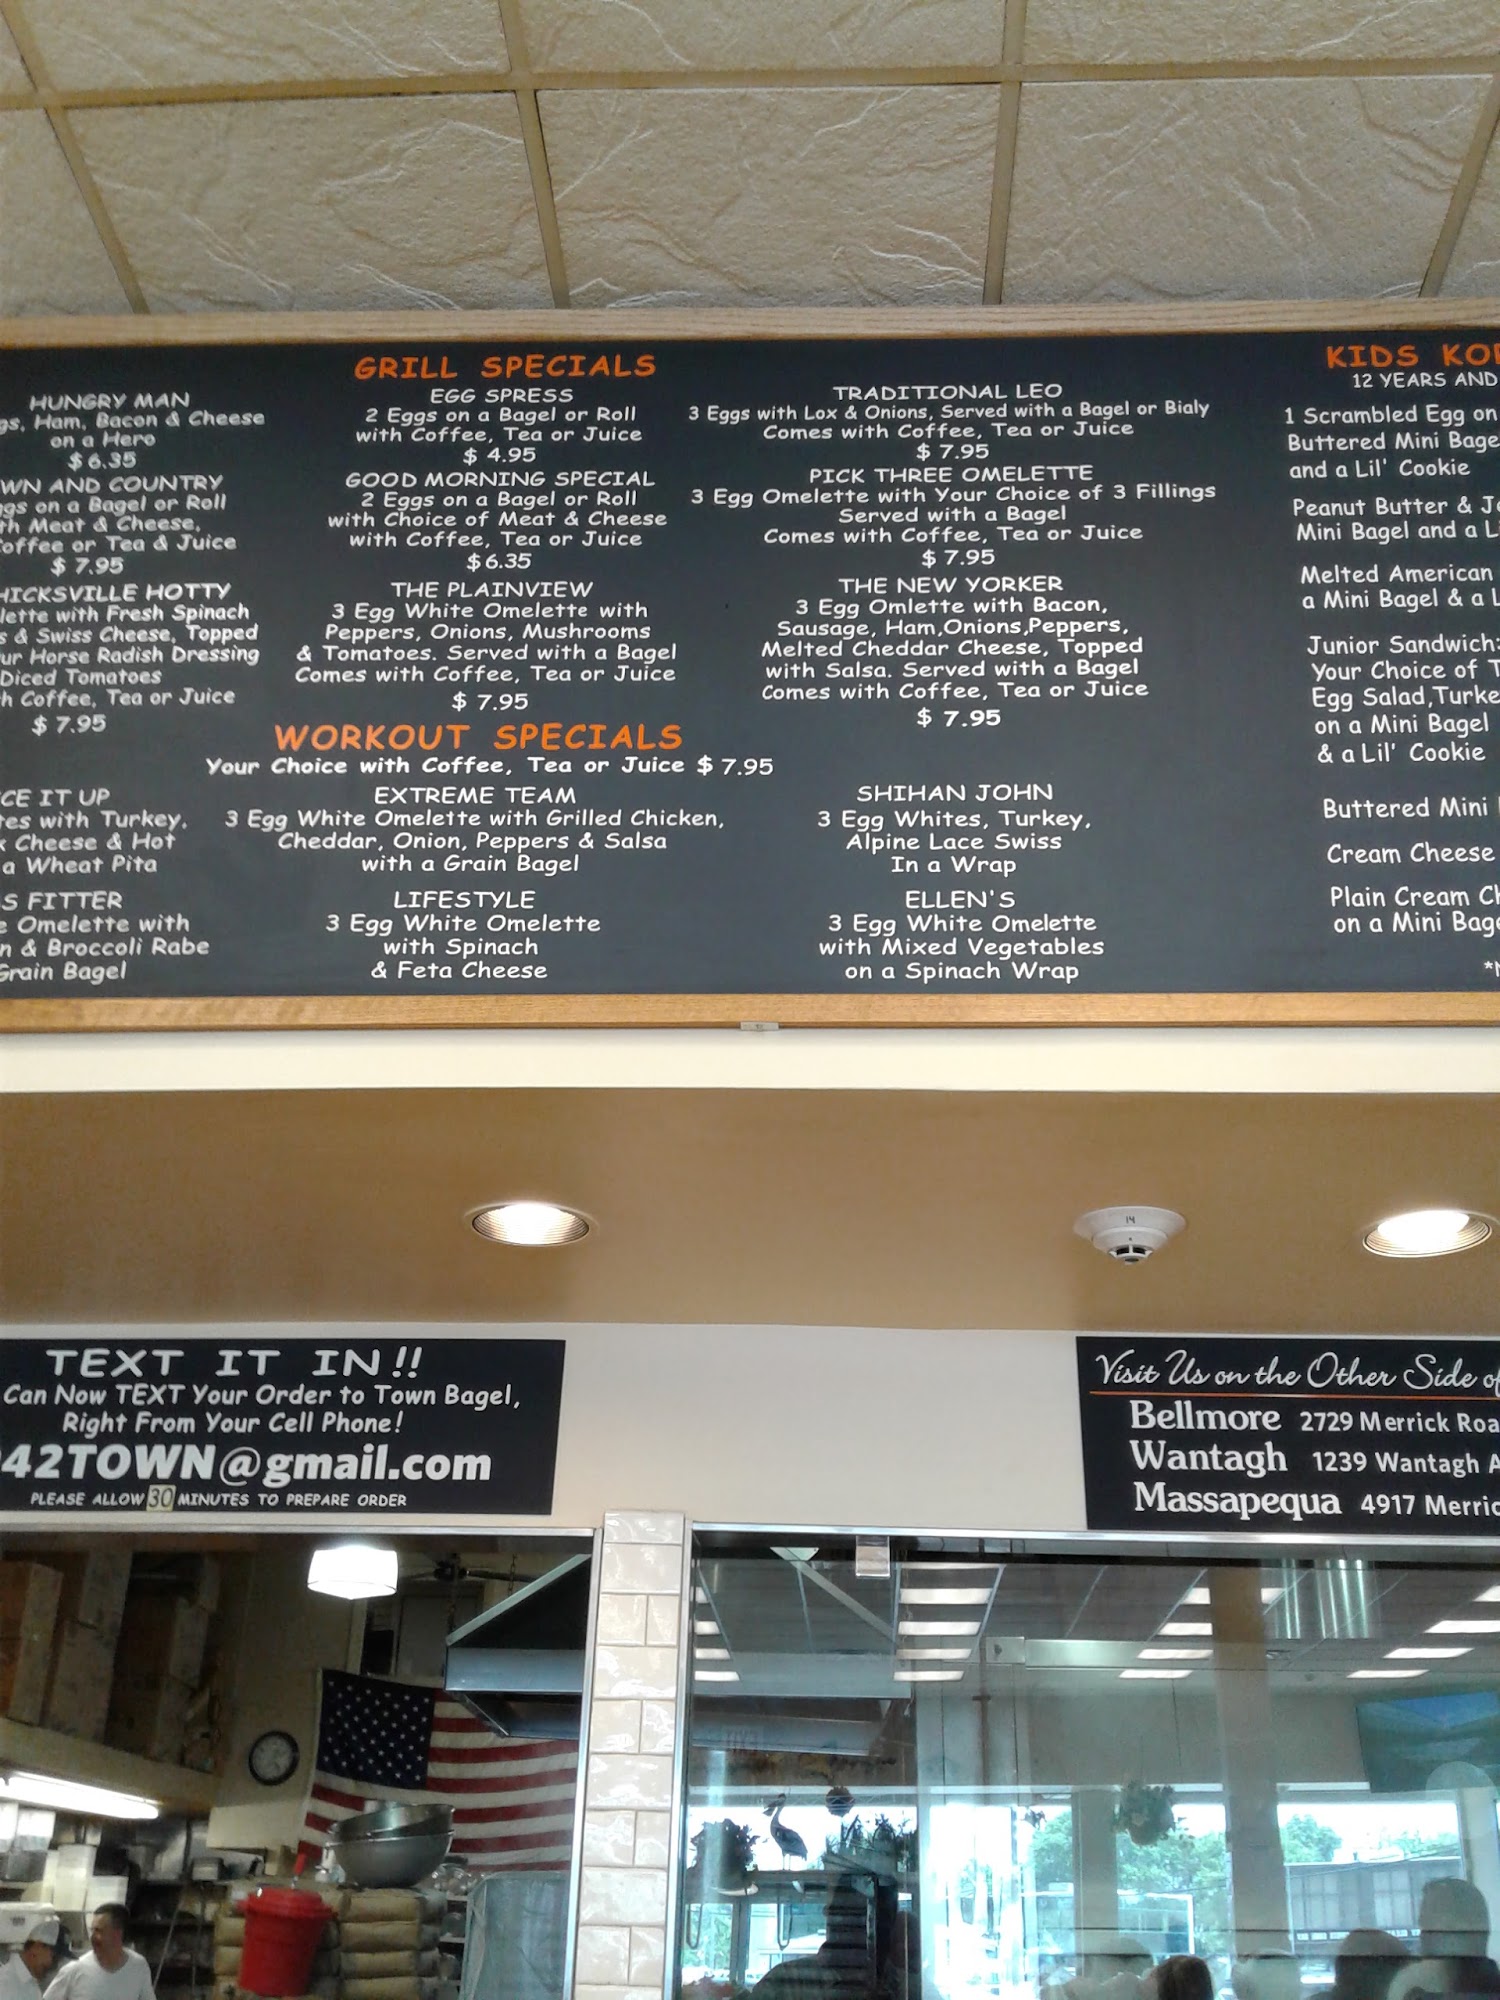 GRILL SPECIALS
HUNGRY MAN
Ham, Bacon & Cheese
on a Hero
$ 6.35
AND COUNTRY
on a Bagel or Roll
Meat & Cheese,
Coffee or Tea & Juice
$ 7.95
HICKSVILLE HOTTY
with Fresh Spinach
& Swiss Cheese, Topped
Horse Radish Dressing
Diced Tomatoes
Coffee, Tea or Juice
$ 7.95
EGG SPRESS
2 Eggs on a Bagel or Roll
with Coffee, Tea or Juice
$ 4.95
GOOD MORNING SPECIAL
2 Eggs on a Bagel or Roll
with Choice of Meat & Cheese
with Coffee, Tea or Juice
$6.35
THE PLAINVIEW
3 Egg White Omelette with
Peppers, Onions, Mushrooms
& Tomatoes. Served with a Bagel
Comes with Coffee, Tea or Juice
$ 7.95
TRADITIONAL LEO
3 Eggs with Lox & Onions, Served with a Bagel or Bialy
Comes with Coffee, Tea or Juice
$ 7.95
PICK THREE OMELETTE
3 Egg Omelette with Your Choice of 3 Fillings
Served with a Bagel
Comes with Coffee, Tea or Juice
$ 7.95
THE NEW YORKER
3 Egg Omlette with Bacon,
Sausage, Ham,Onions,Peppers,
Melted Cheddar Cheese, Topped
with Salsa. Served with a Bagel
Comes with Coffee, Tea or Juice
$ 7.95
WORKOUT SPECIALS
Your Choice with Coffee, Tea or Juice $ 7.95
IT UP
with Turkey,
Cheese & Hot
a Wheat Pita
FITTER
Omelette with
& Broccoli Rabe
Grain Bagel
EXTREME TEAM
3 Egg White Omelette with Grilled Chicken,
Cheddar, Onion, Peppers & Salsa
with a Grain Bagel
LIFESTYLE
3 Egg White Omelette
with Spinach
& Feta Cheese
SHIHAN JOHN
3 Egg Whites, Turkey,
Alpine Lace Swiss
In a Wrap
ELLEN'S
3 Egg White Omelette
with Mixed Vegetables
on a Spinach Wrap
KIDS
12 YEARS AND
1 Scrambled Egg on
Buttered Mini
and a Lil' Cookie
Peanut Butter &
Mini Bagel and a
Melted American
a Mini Bagel & a
Junior Sandwich:
Your Choice of
Egg Salad,
on a Mini Bagel
& a Lil' Cookie
Buttered Mini
Cream Cheese
Plain Cream
on a Mini
TEXT IT IN!!
Can Now TEXT Your Order to Town Bagel,
Right From Your Cell Phone!
42TOWN@gmail.com
PLEASE ALLOW 30 MINUTES TO PREPARE ORDER
Visit Us on the Other Side of
Bellmore 2729 Merrick
Wantagh 1239 Wantagh
Massapequa 4917
14